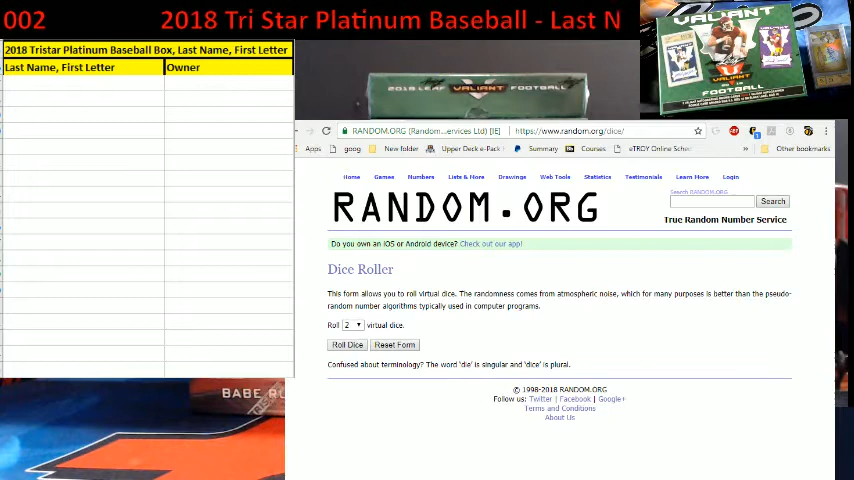 002 2018 Tri Star Platinum Baseball - Last N
2018 Tristar Platinum Baseball Box, Last Name, First Letter
Last Name, First Letter Owner
2018 LEAF VALIANT FOOTBALL
VALIANT
VALIANT
FOOTBALL
BABE RU
RANDOM.ORG (Random...ervices Ltd) [IE] | https://www.random.org/dice/
Apps goog New folder Upper Deck e-Pack Summary Courses eTROY Online Scher » Other bookmarks
Home Games Numbers Lists & More Drawings Web Tools Statistics Testimonials Learn More Login
RANDOM.ORG
Search RANDOM.ORG
Search
True Random Number Service
Do you own an iOS or Android device? Check out our app!
Dice Roller
This form allows you to roll virtual dice. The randomness comes from atmospheric noise, which for many purposes is better than the pseudo-
random number algorithms typically used in computer programs.
Roll 2 virtual dice.
Roll Dice Reset Form
Confused about terminology? The word 'die' is singular and 'dice' is plural.
© 1998-2018 RANDOM.ORG
Follow us: Twitter | Facebook | Google+
Terms and Conditions
About Us